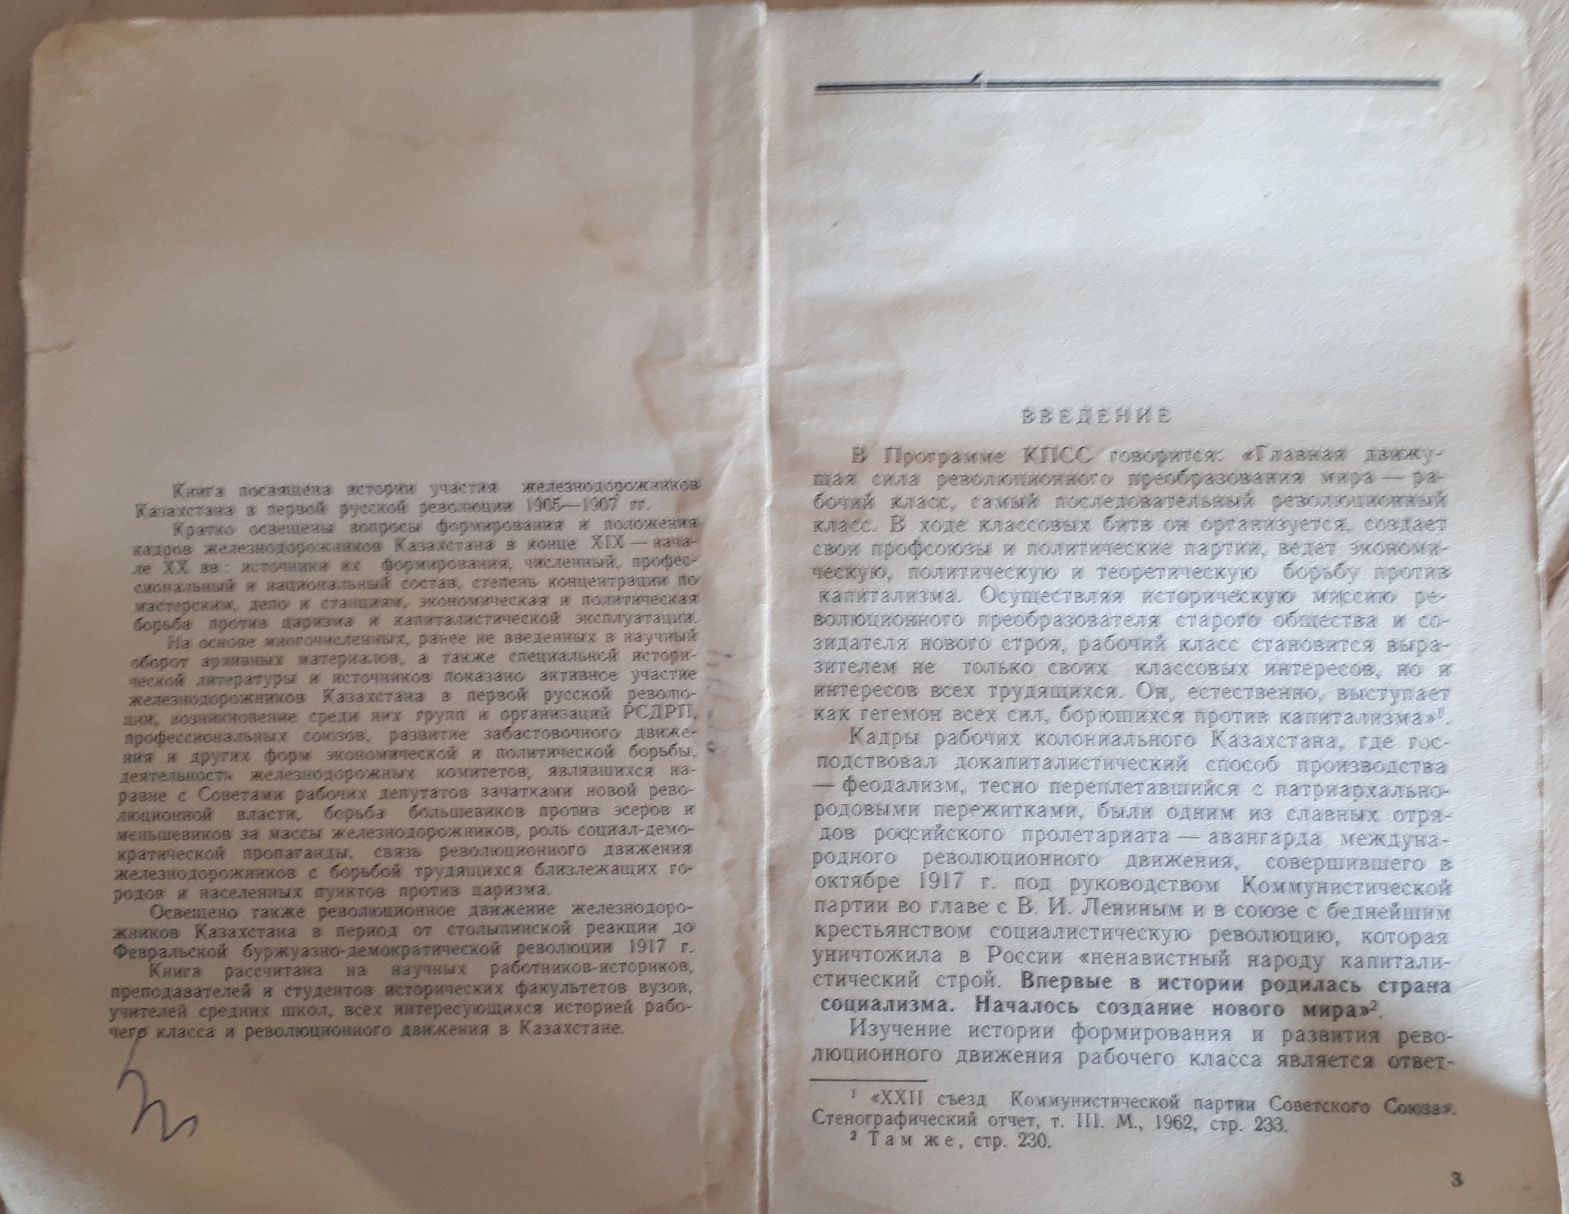 Книга посвящена истории участия железнодорожников
Казахстана в первой русской революции 1905—1907 гг.
Кратко освещены вопросы формирования и положения
кадров железнодорожников Казахстана в конце XIX — нача-
ле XX вв.: источники их формирования, численный, профес-
сиональный и национальный состав, степень концентрации по
мастерским, депо и станциям, экономическая и политическая
борьба против царизма и капиталистической эксплуатации.
На основе многочисленных, ранее не введенных в научный
оборот архивных материалов, а также специальной истори-
ческой литературы и источников показано активное участие
железнодорожников Казахстана в первой русской револю-
ции, возникновение среди них групп и организаций РСДРП,
профессиональных союзов, развитие забастовочного движе-
ния и других форм экономической и политической борьбы,
деятельность железнодорожных комитетов, являвшихся на-
равне с Советами рабочих депутатов зачатками новой рево-
люционной власти, борьба большевиков против эсеров и
меньшевиков за массы железнодорожников, роль социал-демо-
кратической пропаганды, связь революционного движения
железнодорожников с борьбой трудящихся близлежащих го-
родов и населенных пунктов против царизма.
Освещено также революционное движение железнодоро-
жников Казахстана в период от столыпинской реакции до
Февральской буржуазно-демократической революции 1917 г.
Книга рассчитана на научных работников-историков,
преподавателей и студентов исторических факультетов вузов,
учителей средних школ, всех интересующихся историей рабо-
чего класса и революционного движения в Казахстане.
ВВЕДЕНИЕ
В Программе КПСС говорится: «Главная движу-
щая сила революционного преобразования мира — ра-
бочий класс, самый последовательный революционный
класс. В ходе классовых битв он организуется, создает
свои профсоюзы и политические партии, ведет экономи-
ческую, политическую и теоретическую борьбу против
капитализма. Осуществляя историческую миссию ре-
волюционного преобразователя старого общества и со-
зидателя нового строя, рабочий класс становится выра-
зителем не только своих классовых интересов, но и
интересов всех трудящихся. Он, естественно, выступает
как гегемон всех сил, борющихся против капитализма»¹.
Кадры рабочих колониального Казахстана, где гос-
подствовал докапиталистический способ производства
— феодализм, тесно переплетавшийся с патриархально-
родовыми пережитками, были одним из славных отря-
дов российского пролетариата — авангарда междуна-
родного революционного движения, совершившего в
октябре 1917 г. под руководством Коммунистической
партии во главе с В. И. Лениным и в союзе с беднейшим
крестьянством социалистическую революцию, которая
уничтожила в России «ненавистный народу капитали-
стический строй. Впервые в истории родилась страна
социализма. Началось создание нового мира»².
Изучение истории формирования и развития рево-
люционного движения рабочего класса является ответ-
¹ «XXII съезд Коммунистической партии Советского Союза».
Стенографический отчет, т. III. М., 1962, стр. 233.
² Там же, стр. 230.
3